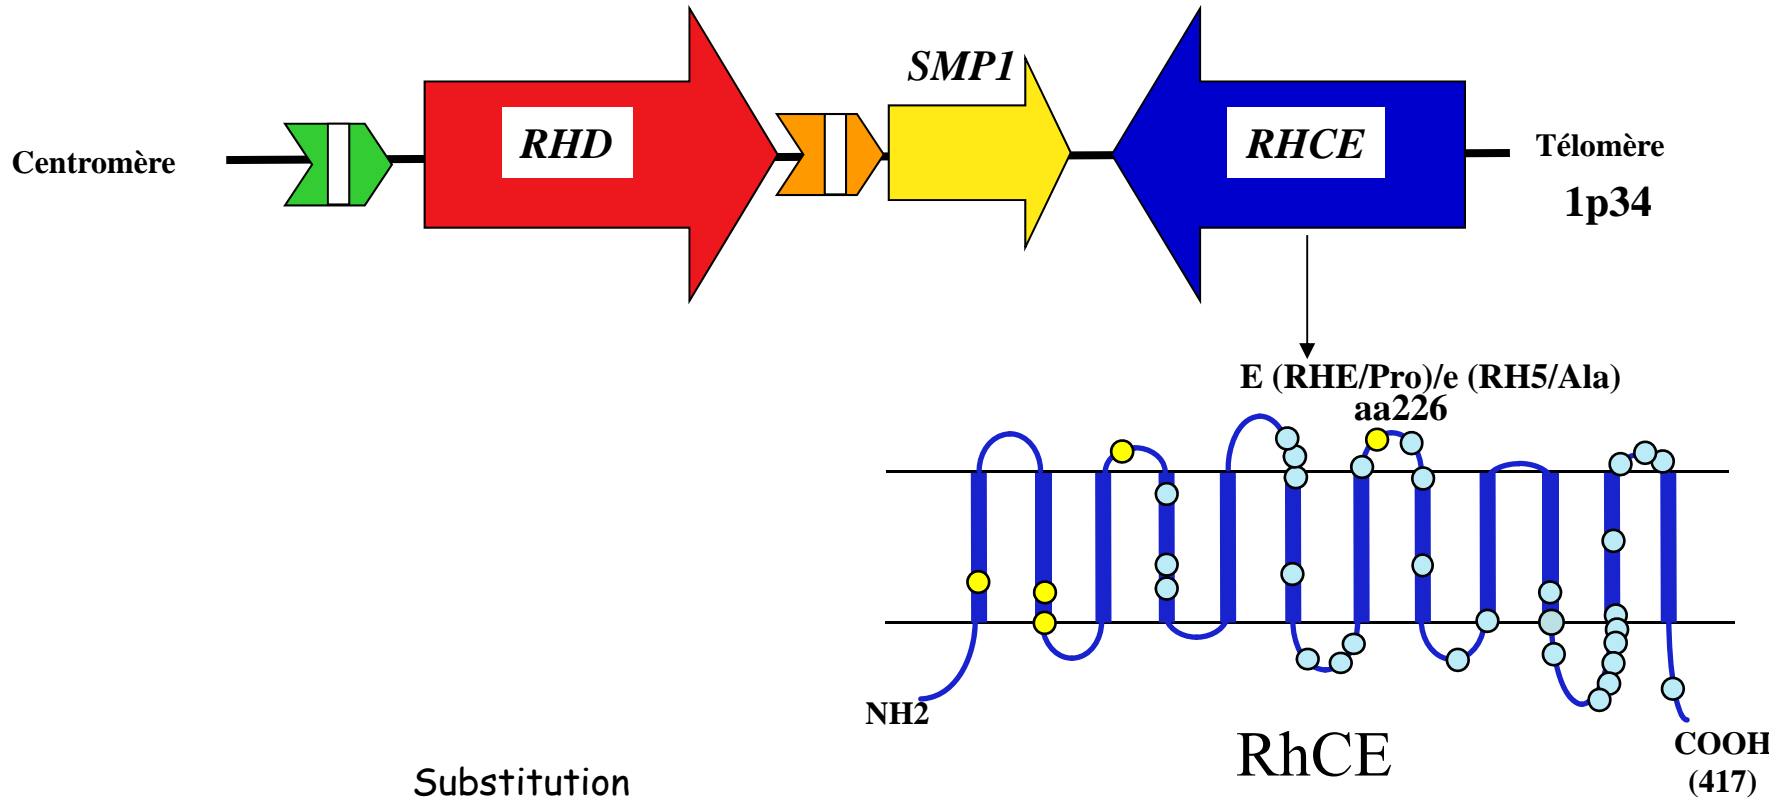 SMP1
RHD
RHCE
Centromère
Télomère
1p34
E (RHE/Pro)/e (RH5/Ala)
aa226
NH2
RhCE
COOH
(417)
Substitution